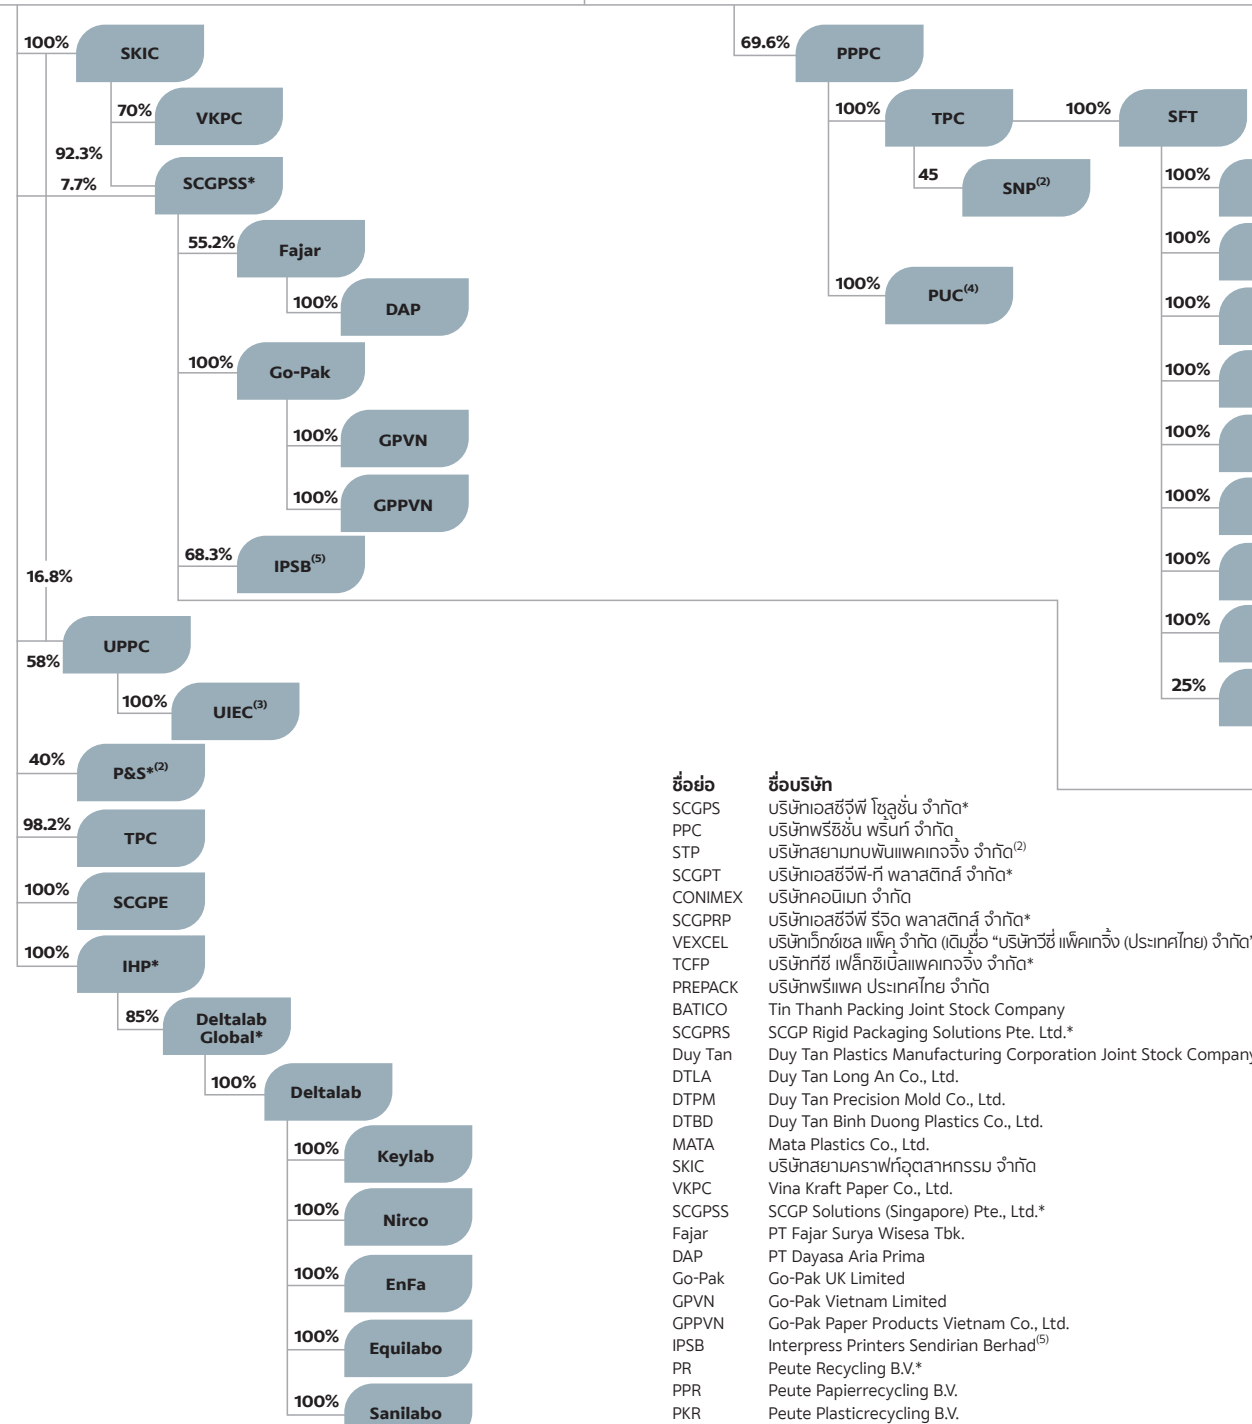 100%
SKIC
70%
VKPC
92.3%
7.7%
SCGPSS*
55.2%
Fajar
100%
DAP
100%
Go-Pak
100%
GPVN
100%
GPPVN
68.3%
IPSB(5)
16.8%
58%
UPPC
100%
UIEC(3)
40%
P&S*(2)
98.2%
TPC
100%
SCGPE
100%
IHP*
85%
Deltalab
Global*
100%
Deltalab
100%
Keylab
100%
Nirco
100%
EnFa
100%
Equilabo
100%
Sanilabo
69.6%
PPPC
100%
TPC
100%
SFT
45
SNP(2)
100%
PUC(4)
100%
100%
100%
100%
100%
100%
100%
100%
25%
ชื่อย่อ ชื่อบริษัท
SCGPS บริษัทเอสซีจีพี โซลูชั่น จำกัด*
PPC บริษัทพรีซิชั่น พริ้นท์ จำกัด
STP บริษัทสยามทบพันแพคเกจจิ้ง จำกัด(2)
SCGPT บริษัทเอสซีจีพี-ที พลาสติกส์ จำกัด*
CONIMEX บริษัทคอนิเมก จำกัด
SCGPRP บริษัทเอสซีจีพี รีจิด พลาสติกส์ จำกัด*
VEXCEL บริษัทเว็กซ์เซล แพ็ค จำกัด (เดิมชื่อ “บริษัทวีซี่ แพ็คเกจจิ้ง (ประเทศไทย) จำกัด”
TCFP บริษัททีซี เฟล็กซิเบิ้ลแพคเกจจิ้ง จำกัด*
PREPACK บริษัทพรีแพค ประเทศไทย จำกัด
BATICO Tin Thanh Packing Joint Stock Company
SCGPRS SCGP Rigid Packaging Solutions Pte. Ltd.*
Duy Tan Duy Tan Plastics Manufacturing Corporation Joint Stock Company
DTLA Duy Tan Long An Co., Ltd.
DTPM Duy Tan Precision Mold Co., Ltd.
DTBD Duy Tan Binh Duong Plastics Co., Ltd.
MATA Mata Plastics Co., Ltd.
SKIC บริษัทสยามคราฟท์อุตสาหกรรม จำกัด
VKPC Vina Kraft Paper Co., Ltd.
SCGPSS SCGP Solutions (Singapore) Pte., Ltd.*
Fajar PT Fajar Surya Wisesa Tbk.
DAP PT Dayasa Aria Prima
Go-Pak Go-Pak UK Limited
GPVN Go-Pak Vietnam Limited
GPPVN Go-Pak Paper Products Vietnam Co., Ltd.
IPSB Interpress Printers Sendirian Berhad(5)
PR Peute Recycling B.V.*
PPR Peute Papierrecycling B.V.
PKR Peute Plasticrecycling B.V.